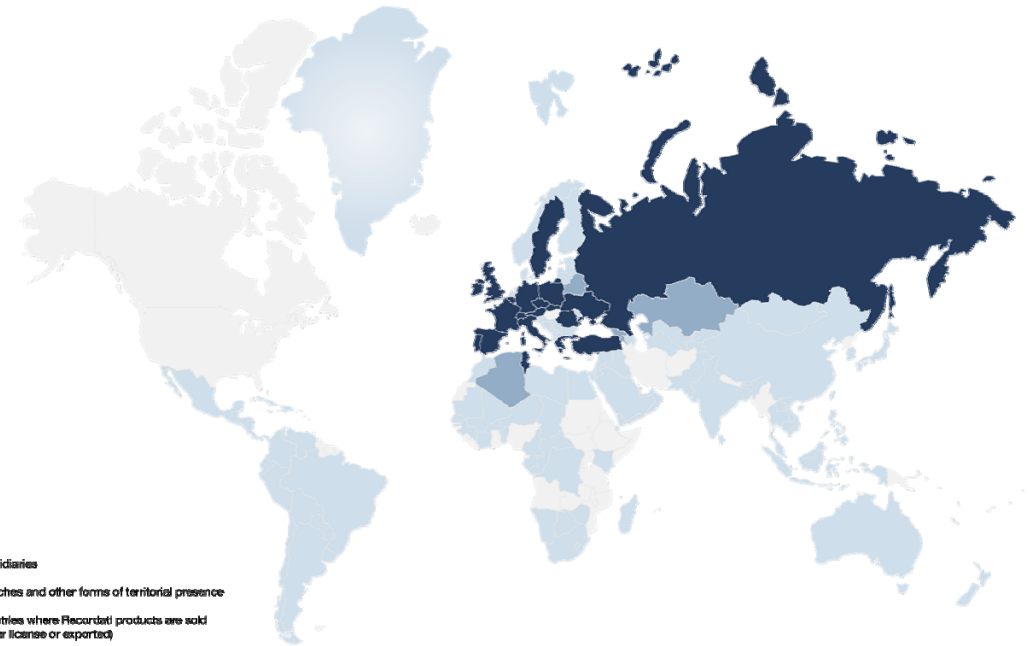 idiaries
ches and other forms of territorial presence
tries where Recordati products are sold
r license or exported)